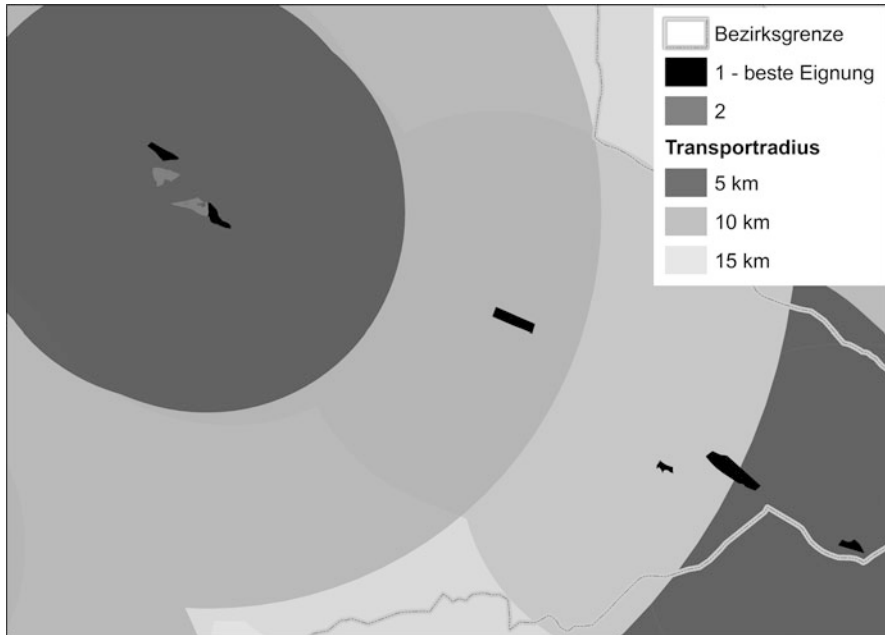 Bezirksgrenze
1 - beste Eignung
2
Transportradius
5 km
10 km
15 km